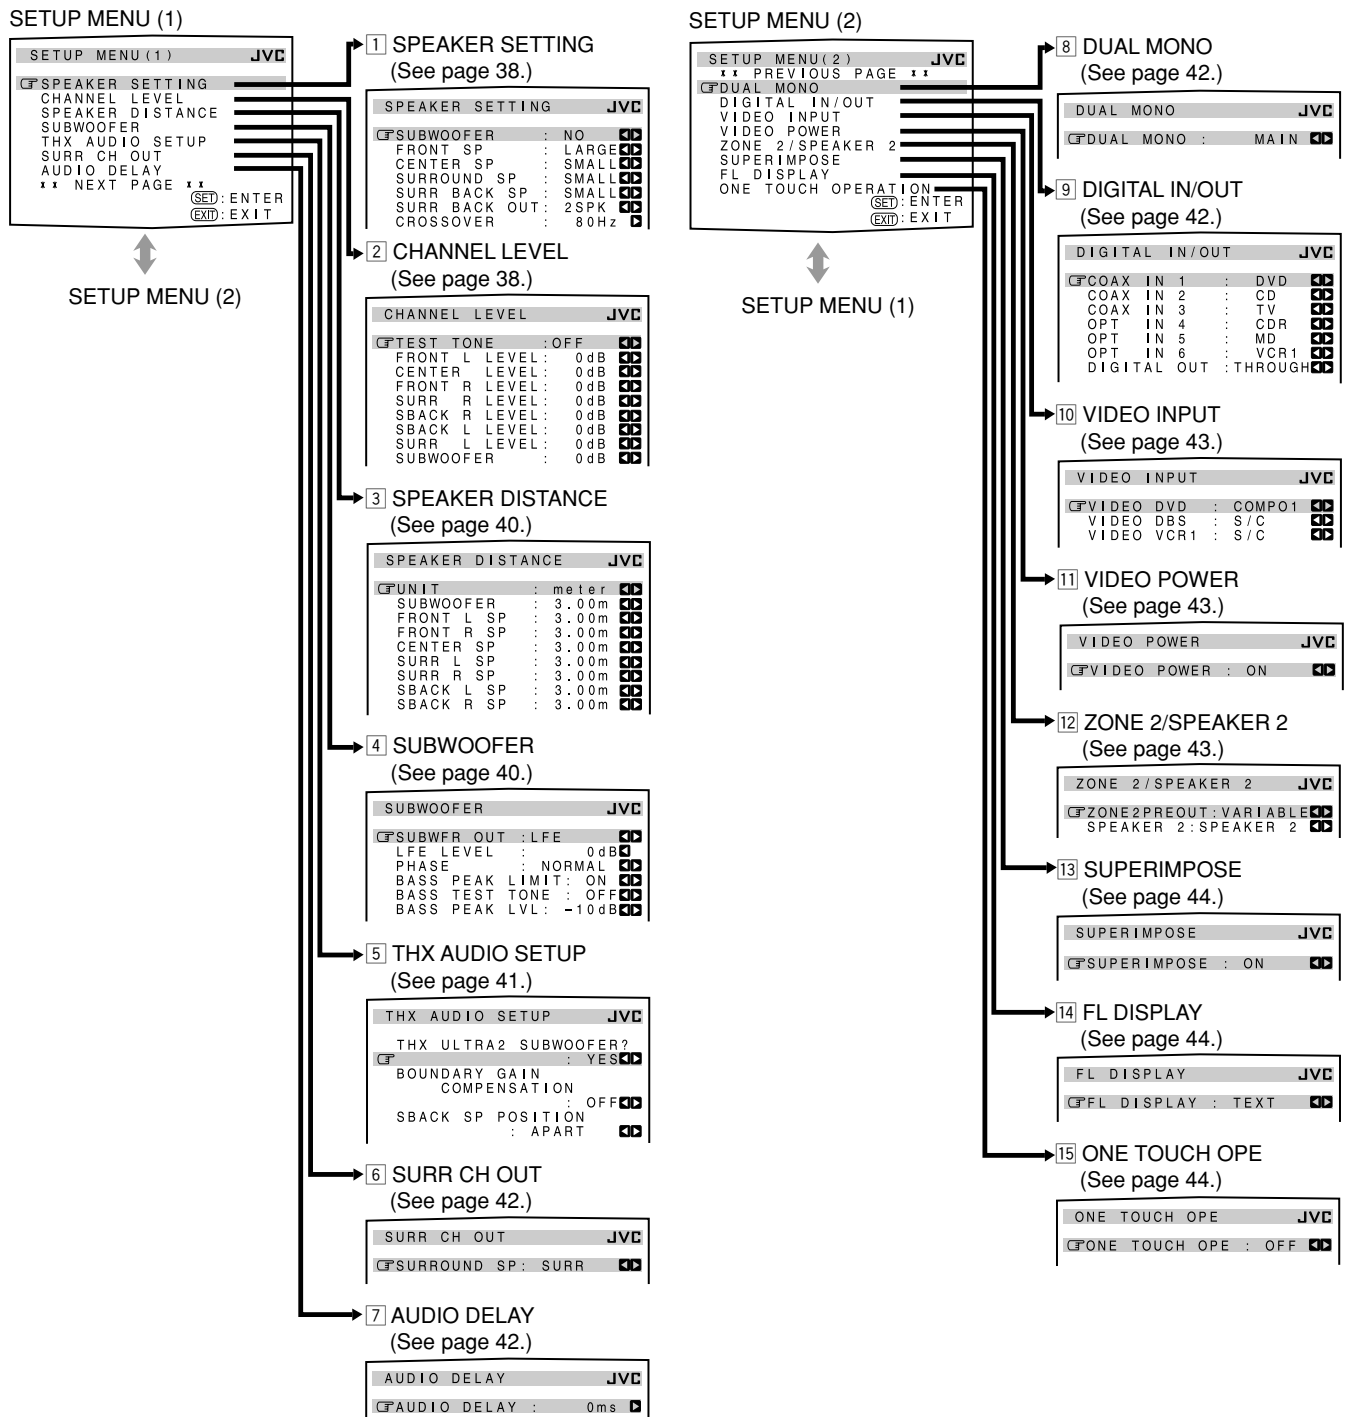 SETUP MENU (1)
SETUP MENU(1) JVC
SPEAKER SETTING
CHANNEL LEVEL
SPEAKER DISTANCE
SUBWOOFER
THX AUDIO SETUP
SURR CH OUT
AUDIO DELAY
** NEXT PAGE **
SET : ENTER
EXIT : EXIT
SETUP MENU (2)
1 SPEAKER SETTING
(See page 38.)
SPEAKER SETTING JVC
SUBWOOFER : NO
FRONT SP : LARGE
CENTER SP : SMALL
SURROUND SP : SMALL
SURR BACK SP : SMALL
SURR BACK OUT: 2SPK
CROSSOVER : 80Hz
2 CHANNEL LEVEL
(See page 38.)
CHANNEL LEVEL JVC
TEST TONE :OFF
FRONT L LEVEL: 0dB
CENTER LEVEL: 0dB
FRONT R LEVEL: 0dB
SURR R LEVEL: 0dB
SBACK R LEVEL: 0dB
SBACK L LEVEL: 0dB
SURR L LEVEL: 0dB
SUBWOOFER : 0dB
3 SPEAKER DISTANCE
(See page 40.)
SPEAKER DISTANCE JVC
UNIT : meter
SUBWOOFER : 3.00m
FRONT L SP : 3.00m
FRONT R SP : 3.00m
CENTER SP : 3.00m
SURR L SP : 3.00m
SURR R SP : 3.00m
SBACK L SP : 3.00m
SBACK R SP : 3.00m
4 SUBWOOFER
(See page 40.)
SUBWOOFER JVC
SUBWFR OUT :LFE
LFE LEVEL : 0dB
PHASE : NORMAL
BASS PEAK LIMIT: ON
BASS TEST TONE : OFF
BASS PEAK LVL: -10dB
5 THX AUDIO SETUP
(See page 41.)
THX AUDIO SETUP JVC
THX ULTRA2 SUBWOOFER?
: YES
BOUNDARY GAIN
COMPENSATION
: OFF
SBACK SP POSITION
: APART
6 SURR CH OUT
(See page 42.)
SURR CH OUT JVC
SURROUND SP: SURR
7 AUDIO DELAY
(See page 42.)
AUDIO DELAY JVC
AUDIO DELAY : 0ms
SETUP MENU (2)
SETUP MENU(2) JVC
** PREVIOUS PAGE **
DUAL MONO
DIGITAL IN/OUT
VIDEO INPUT
VIDEO POWER
ZONE 2/SPEAKER 2
SUPERIMPOSE
FL DISPLAY
ONE TOUCH OPERATION
SET : ENTER
EXIT : EXIT
SETUP MENU (1)
8 DUAL MONO
(See page 42.)
DUAL MONO JVC
DUAL MONO : MAIN
9 DIGITAL IN/OUT
(See page 42.)
DIGITAL IN/OUT JVC
COAX IN 1 : DVD
COAX IN 2 : CD
COAX IN 3 : TV
OPT IN 4 : CDR
OPT IN 5 : MD
OPT IN 6 : VCR1
DIGITAL OUT :THROUGH
10 VIDEO INPUT
(See page 43.)
VIDEO INPUT JVC
VIDEO DVD : COMPO1
VIDEO DBS : S/C
VIDEO VCR1 : S/C
11 VIDEO POWER
(See page 43.)
VIDEO POWER JVC
VIDEO POWER : ON
12 ZONE 2/SPEAKER 2
(See page 43.)
ZONE 2/SPEAKER 2 JVC
ZONE2PREOUT:VARIABLE
SPEAKER 2:SPEAKER 2
13 SUPERIMPOSE
(See page 44.)
SUPERIMPOSE JVC
SUPERIMPOSE : ON
14 FL DISPLAY
(See page 44.)
FL DISPLAY JVC
FL DISPLAY : TEXT
15 ONE TOUCH OPE
(See page 44.)
ONE TOUCH OPE JVC
ONE TOUCH OPE : OFF